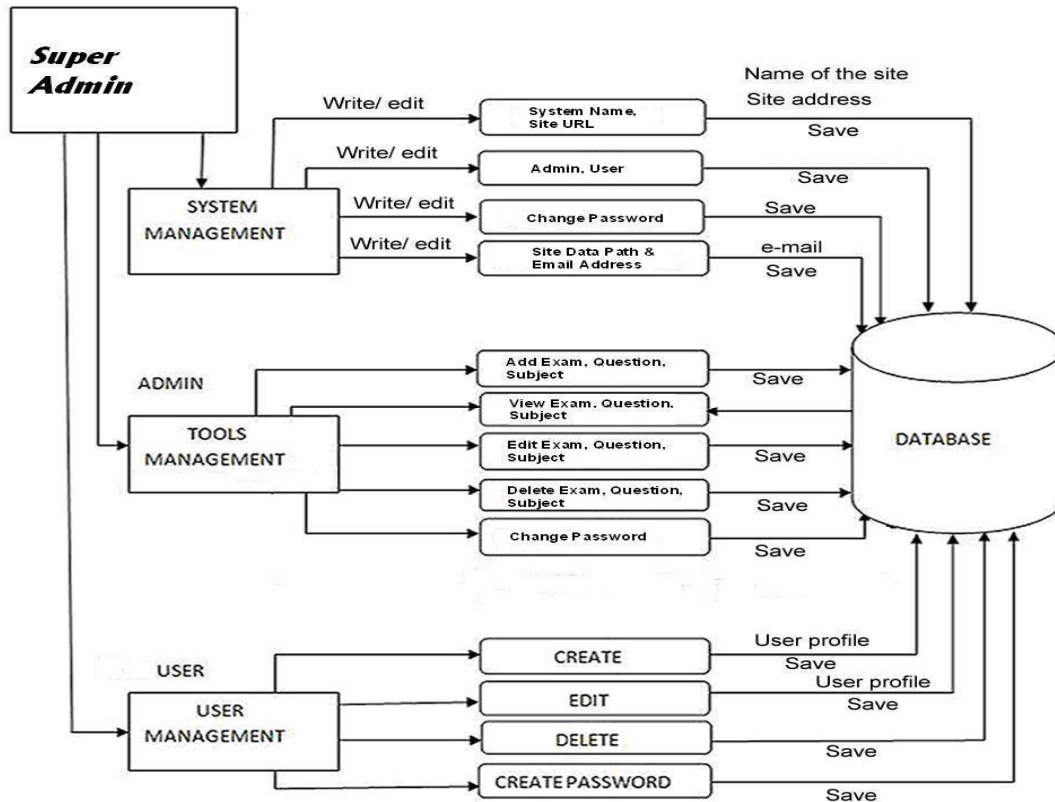 Super
Admin
Name of the site
Site address
Write/ edit
System Name,
Site URL
Save
Write/ edit
Admin, User
Save
SYSTEM
MANAGEMENT
Write/ edit
Change Password
Save
Write/ edit
Site Data Path &
Email Address
e-mail
Save
ADMIN
Add Exam, Question,
Subject
Save
View Exam, Question,
Subject
TOOLS
MANAGEMENT
Edit Exam, Question,
Subject
Save
DATABASE
Delete Exam, Question,
Subject
Save
Change Password
Save
USER
CREATE
User profile
Save
USER
MANAGEMENT
EDIT
User profile
Save
DELETE
Save
CREATE PASSWORD
Save